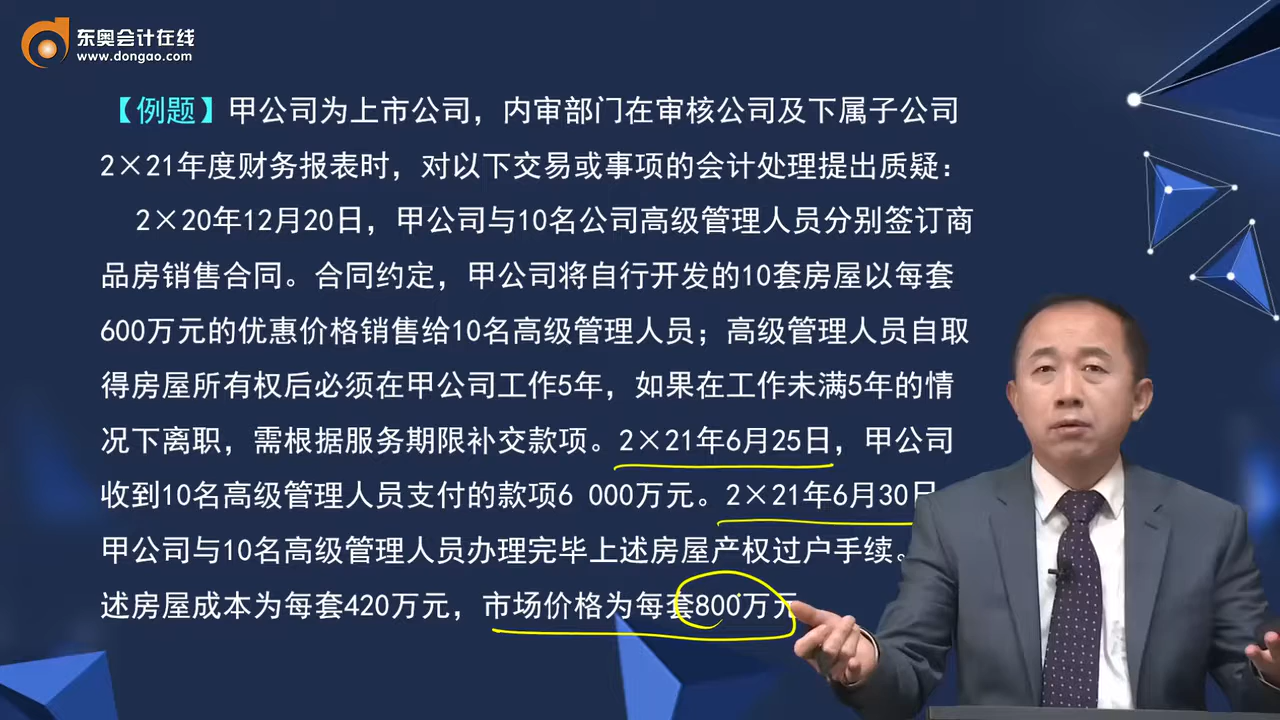 东奥会计在线
www.dongao.com
【例题】甲公司为上市公司，内审部门在审核公司及下属子公司
2×21年度财务报表时，对以下交易或事项的会计处理提出质疑：
2×20年12月20日，甲公司与10名公司高级管理人员分别签订商
品房销售合同。合同约定，甲公司将自行开发的10套房屋以每套
600万元的优惠价格销售给10名高级管理人员；高级管理人员自取
得房屋所有权后必须在甲公司工作5年，如果在工作未满5年的情
况下离职，需根据服务期限补交款项。2×21年6月25日，甲公司
收到10名高级管理人员支付的款项6 000万元。2×21年6月30日
甲公司与10名高级管理人员办理完毕上述房屋产权过户手续。
述房屋成本为每套420万元，市场价格为每套800万元